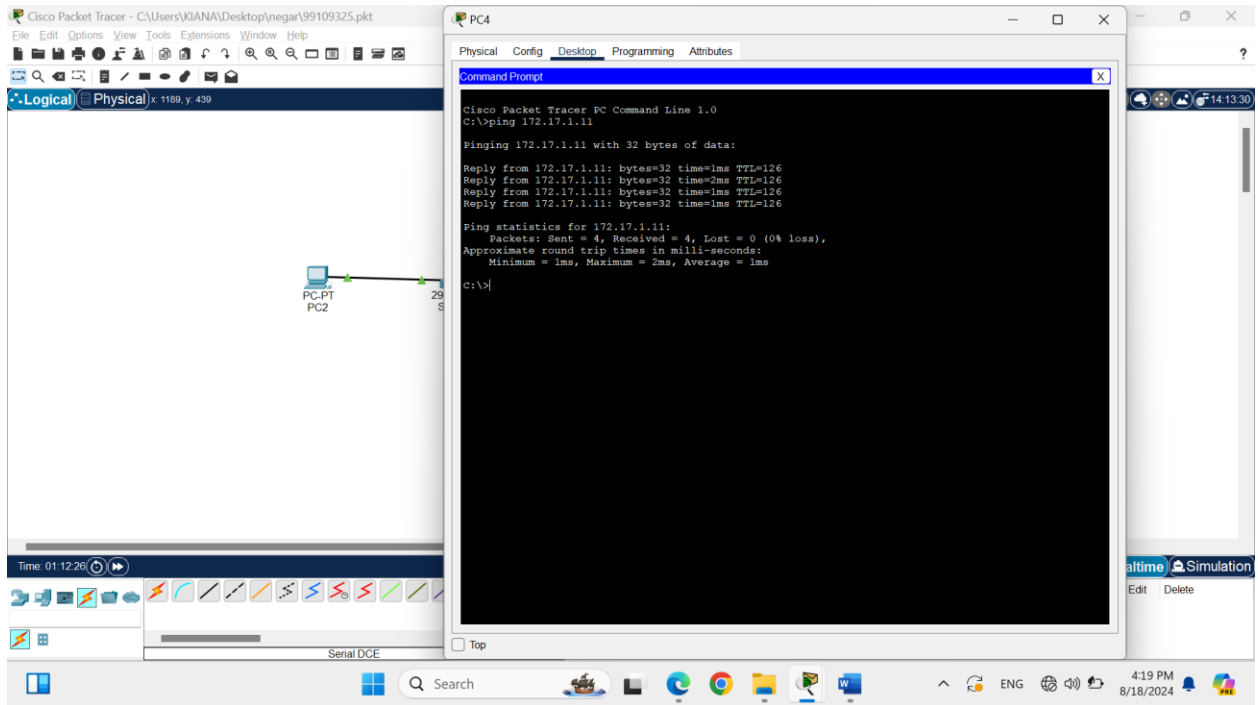 Cisco Packet Tracer - C:\Users\KIANA\Desktop\negar\99109325.pkt
File Edit Options View Tools Extensions Window Help
?
Logical Physical x: 1189, y: 439
14:13:30
PC-PT
PC2
29
S
PC4
Physical Config Desktop Programming Attributes
Command Prompt
X
Cisco Packet Tracer PC Command Line 1.0
C:\>ping 172.17.1.11
Pinging 172.17.1.11 with 32 bytes of data:
Reply from 172.17.1.11: bytes=32 time=1ms TTL=126
Reply from 172.17.1.11: bytes=32 time=2ms TTL=126
Reply from 172.17.1.11: bytes=32 time=1ms TTL=126
Reply from 172.17.1.11: bytes=32 time=1ms TTL=126
Ping statistics for 172.17.1.11:
Packets: Sent = 4, Received = 4, Lost = 0 (0% loss),
Approximate round trip times in milli-seconds:
Minimum = 1ms, Maximum = 2ms, Average = 1ms
C:\>
Top
Time: 01:12:26
altime Simulation
Edit Delete
Serial DCE
Search
ENG
4:19 PM
8/18/2024
PRE